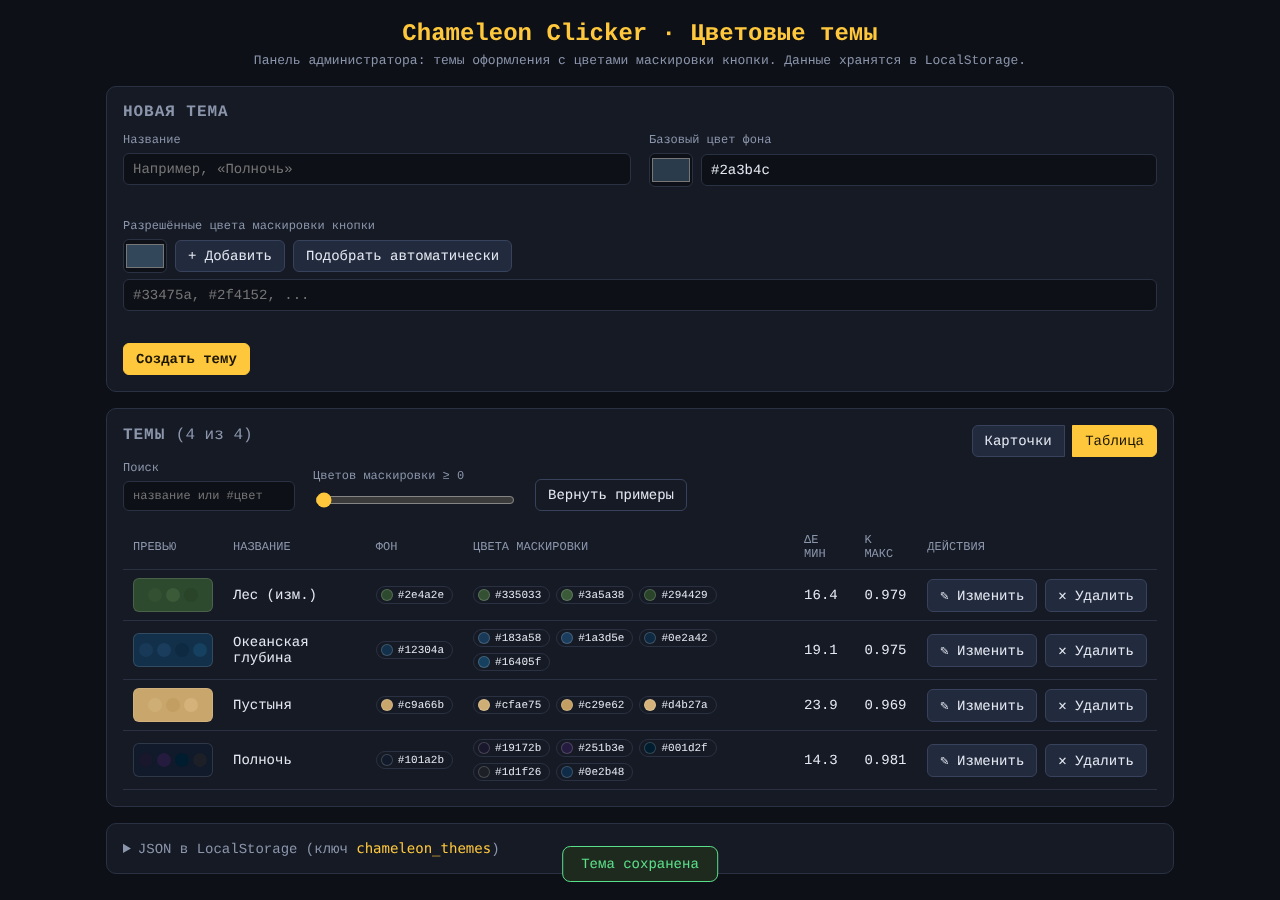 Chameleon Clicker · Цветовые темы
Панель администратора: темы оформления с цветами маскировки кнопки. Данные хранятся в LocalStorage.
НОВАЯ ТЕМА
Название
Базовый цвет фона
Например, «Полночь»
#2a3b4c
Разрешённые цвета маскировки кнопки
+ Добавить
Подобрать автоматически
#33475a, #2f4152, ...
Создать тему
ТЕМЫ (4 из 4)
Карточки
Таблица
Поиск
Цветов маскировки ≥ 0
название или #цвет
Вернуть примеры
ПРЕВЬЮ НАЗВАНИЕ ФОН ЦВЕТА МАСКИРОВКИ ΔE МИН K МАКС ДЕЙСТВИЯ
Лес (изм.) #2e4a2e #335033 #3a5a38 #294429 16.4 0.979 ✎ Изменить ✕ Удалить
Океанская глубина #12304a #183a58 #1a3d5e #0e2a42 #16405f 19.1 0.975 ✎ Изменить ✕ Удалить
Пустыня #c9a66b #cfae75 #c29e62 #d4b27a 23.9 0.969 ✎ Изменить ✕ Удалить
Полночь #101a2b #19172b #251b3e #001d2f #1d1f26 #0e2b48 14.3 0.981 ✎ Изменить ✕ Удалить
JSON в LocalStorage (ключ chameleon_themes)
Тема сохранена